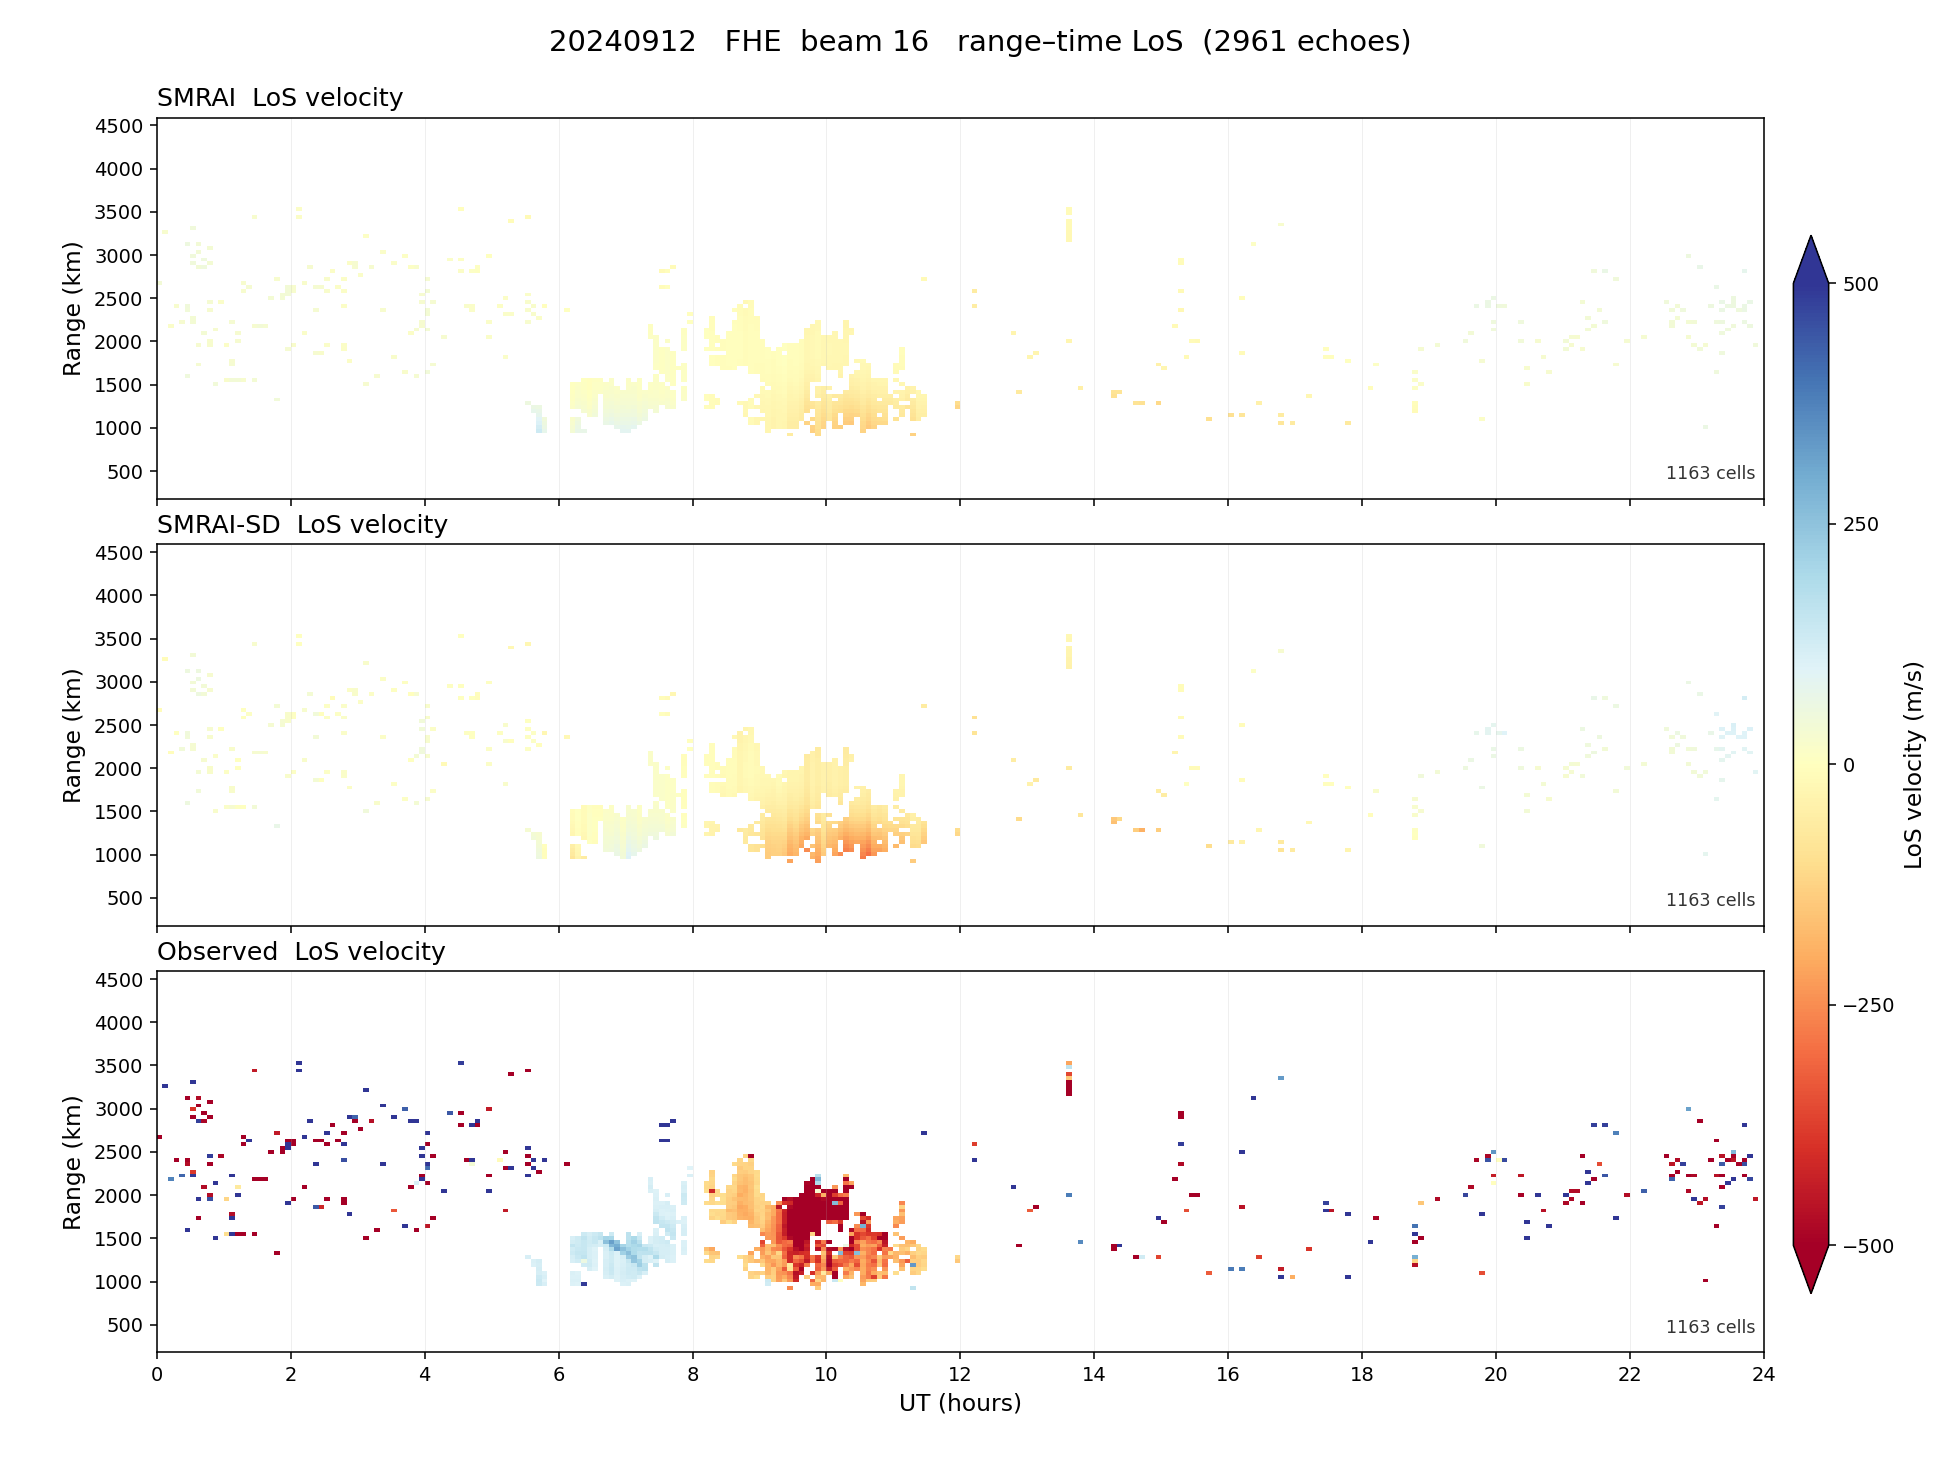 20240912   FHE  beam 16   range–time LoS  (2961 echoes)
SMRAI  LoS velocity
4500
4000
3500
3000
2500
2000
1500
1000
500
Range (km)
1163 cells
SMRAI-SD  LoS velocity
4500
4000
3500
3000
2500
2000
1500
1000
500
Range (km)
1163 cells
Observed  LoS velocity
4500
4000
3500
3000
2500
2000
1500
1000
500
Range (km)
1163 cells
0 2 4 6 8 10 12 14 16 18 20 22 24
UT (hours)
500
250
0
−250
−500
LoS velocity (m/s)